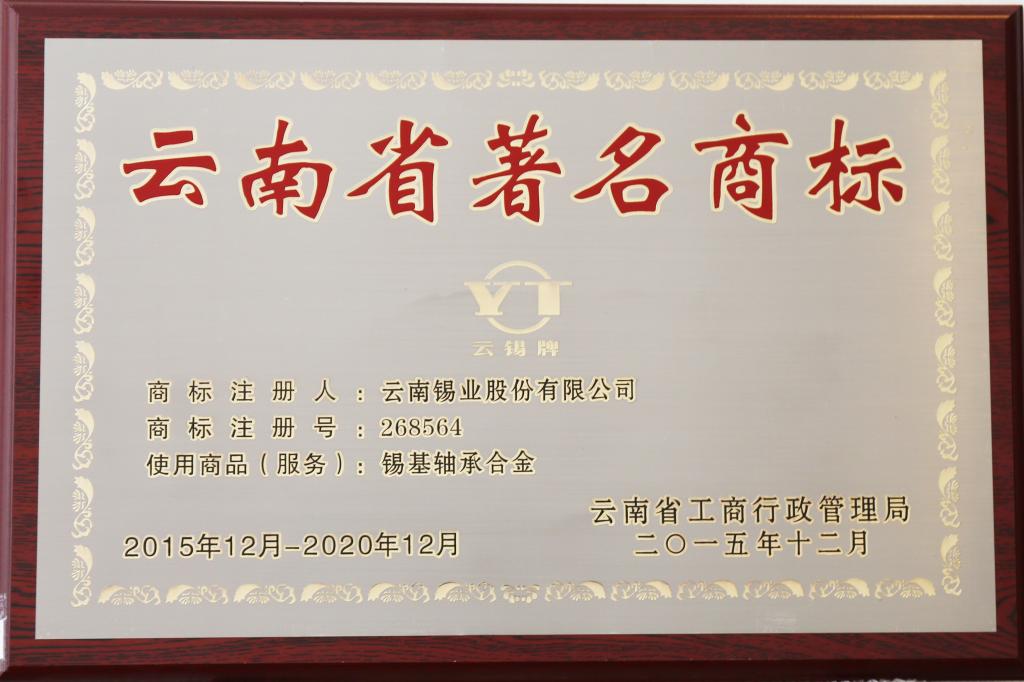 云南省著名商标
YT
云锡牌
商标注册人：云南锡业股份有限公司
商标注册号：268564
使用商品（服务）：锡基轴承合金
云南省工商行政管理局
2015年12月-2020年12月
二〇一五年十二月